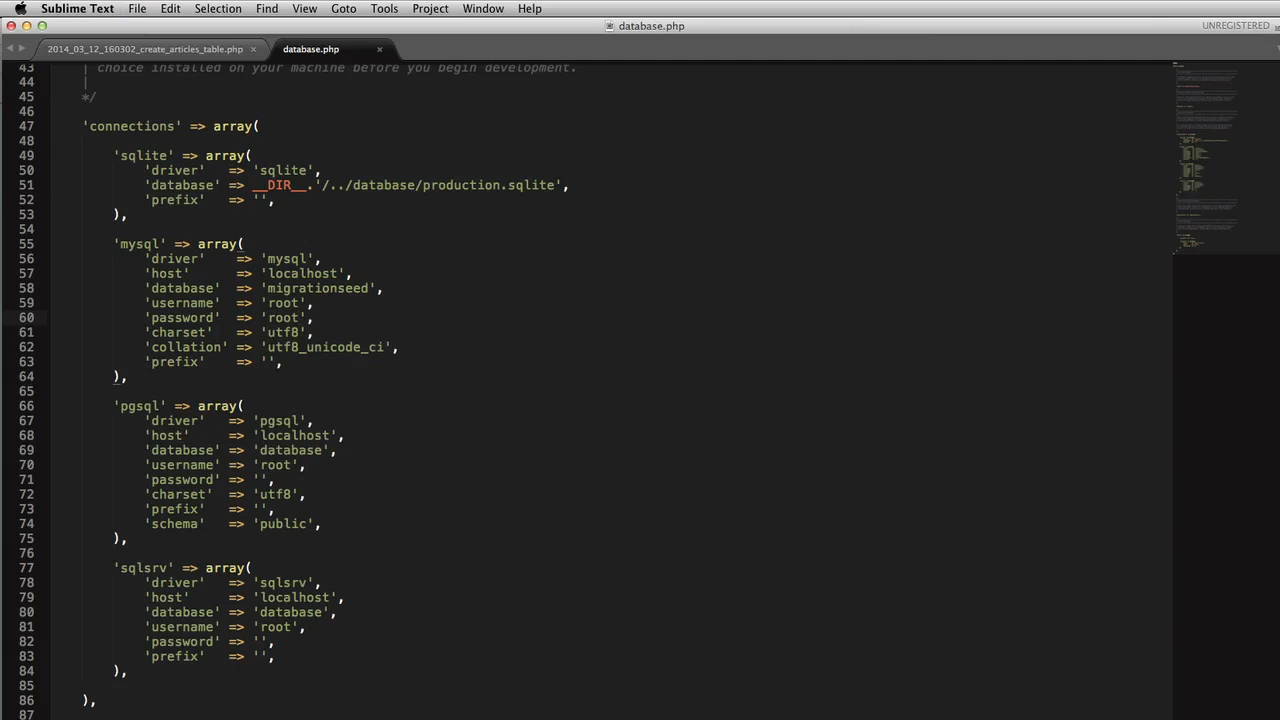 Sublime Text File Edit Selection Find View Goto Tools Project Window Help
database.php UNREGISTERED
2014_03_12_160302_create_articles_table.php × database.php ×
43 | choice installed on your machine before you begin development.
44 |
45 */
46
47 'connections' => array(
48
49 'sqlite' => array(
50 'driver' => 'sqlite',
51 'database' => __DIR__.'/../database/production.sqlite',
52 'prefix' => '',
53 ),
54
55 'mysql' => array(
56 'driver' => 'mysql',
57 'host' => 'localhost',
58 'database' => 'migrationseed',
59 'username' => 'root',
60 'password' => 'root',
61 'charset' => 'utf8',
62 'collation' => 'utf8_unicode_ci',
63 'prefix' => '',
64 ),
65
66 'pgsql' => array(
67 'driver' => 'pgsql',
68 'host' => 'localhost',
69 'database' => 'database',
70 'username' => 'root',
71 'password' => '',
72 'charset' => 'utf8',
73 'prefix' => '',
74 'schema' => 'public',
75 ),
76
77 'sqlsrv' => array(
78 'driver' => 'sqlsrv',
79 'host' => 'localhost',
80 'database' => 'database',
81 'username' => 'root',
82 'password' => '',
83 'prefix' => '',
84 ),
85
86 ),
87